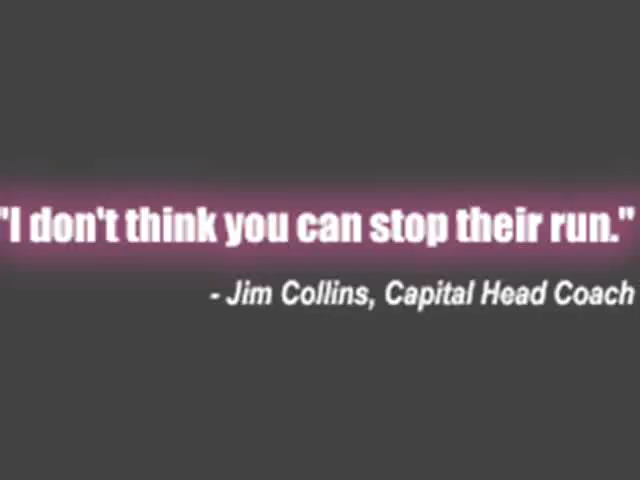 "I don't think you can stop their run."
- Jim Collins, Capital Head Coach